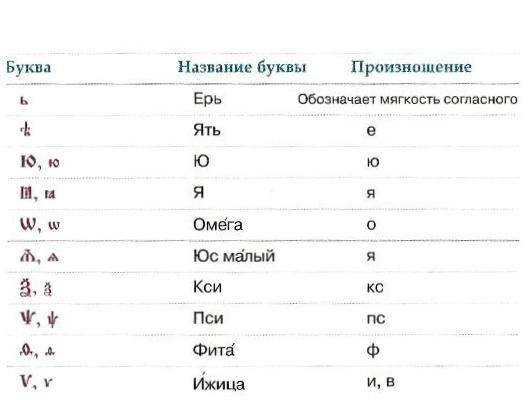 Буква Название буквы Произношение
ь Ерь Обозначает мягкость согласного
ѣ Ять е
Ю, ю Ю ю
Ꙗ, ꙗ Я я
Ѡ, ѡ Оме́га о
Ѧ, ѧ Юс ма́лый я
Ѯ, ѯ Кси кс
Ѱ, ѱ Пси пс
Ѳ, ѳ Фита́ ф
Ѵ, ѵ И́жица и, в